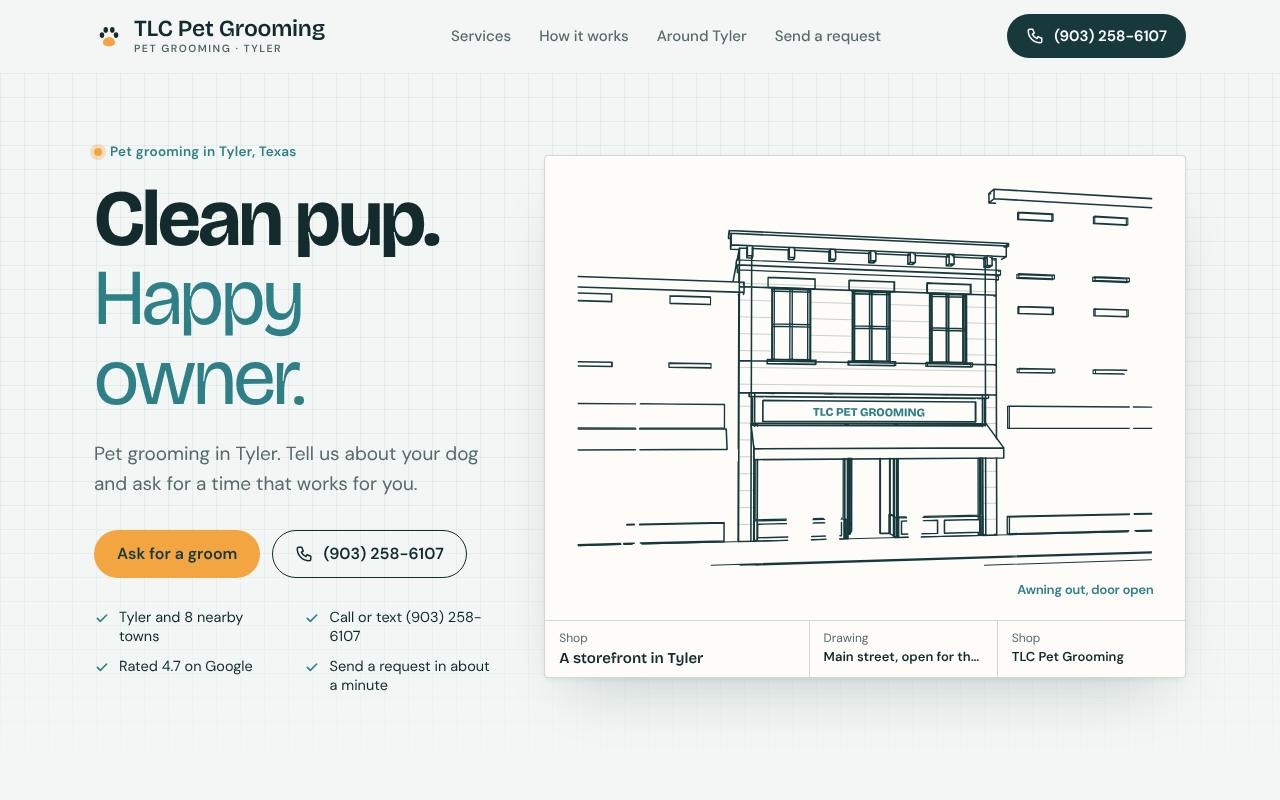 TLC Pet Grooming
PET GROOMING · TYLER
Services
How it works
Around Tyler
Send a request
(903) 258-6107
Pet grooming in Tyler, Texas
Clean pup.
Happy
owner.
Pet grooming in Tyler. Tell us about your dog
and ask for a time that works for you.
Ask for a groom
(903) 258-6107
Tyler and 8 nearby
towns
Call or text (903) 258-
6107
Rated 4.7 on Google
Send a request in about
a minute
TLC PET GROOMING
Awning out, door open
Shop
A storefront in Tyler
Drawing
Main street, open for th...
Shop
TLC Pet Grooming